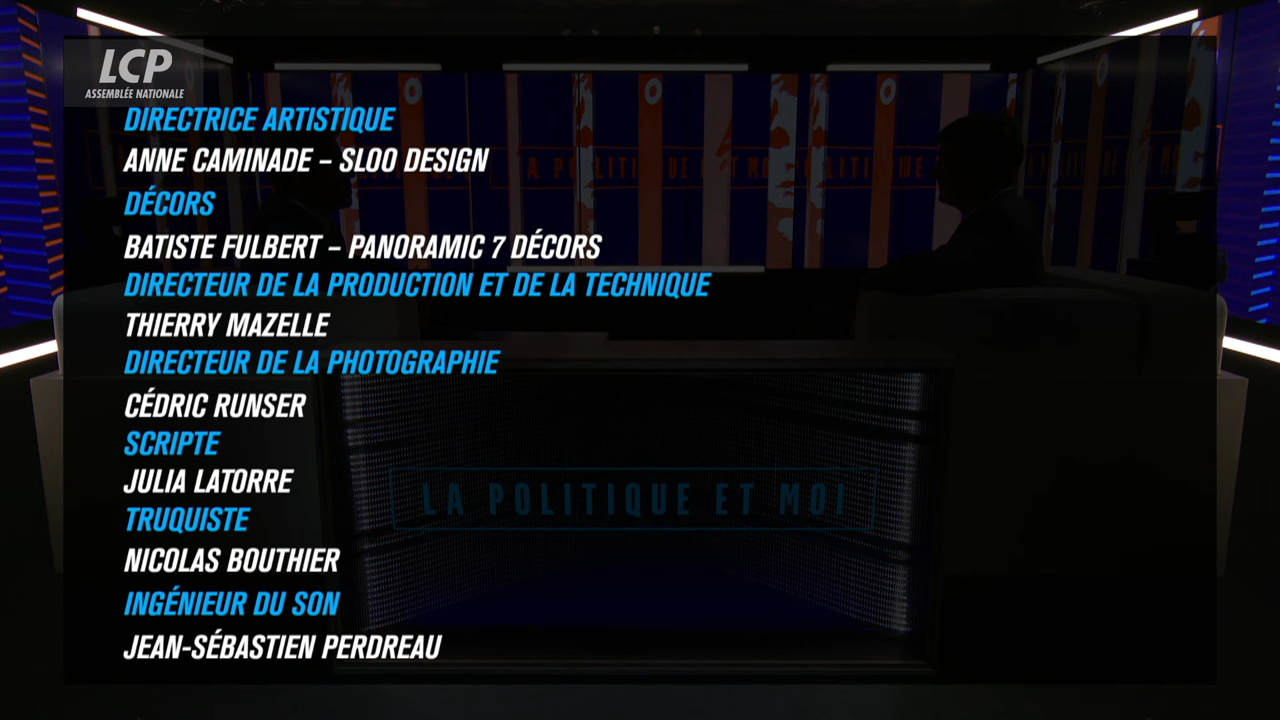 LCP
ASSEMBLÉE NATIONALE
DIRECTRICE ARTISTIQUE
ANNE CAMINADE – SLOO DESIGN
DÉCORS
BATISTE FULBERT – PANORAMIC 7 DÉCORS
DIRECTEUR DE LA PRODUCTION ET DE LA TECHNIQUE
THIERRY MAZELLE
DIRECTEUR DE LA PHOTOGRAPHIE
CÉDRIC RUNSER
SCRIPTE
JULIA LATORRE
TRUQUISTE
NICOLAS BOUTHIER
INGÉNIEUR DU SON
JEAN-SÉBASTIEN PERDREAU
LA POLITIQUE ET MOI